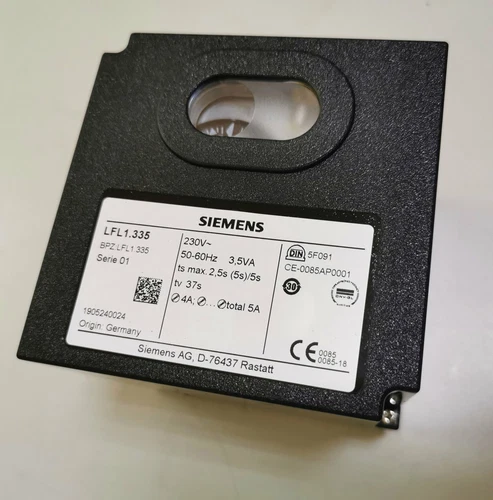 SIEMENS
LFL1.335
BPZ:LFL1.335
Serie 01
1905240024
Origin: Germany
230V~
50-60Hz 3,5VA
ts max. 2,5s (5s)/5s
tv 37s
4A; ... total 5A
DIN 5F091
CE-0085AP0001
30
CE 0085
0085-18
Siemens AG, D-76437 Rastatt